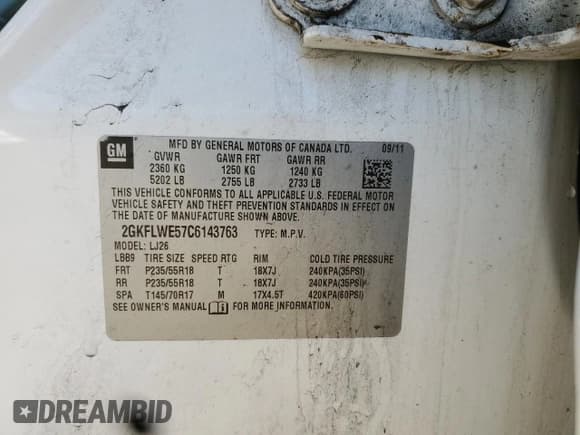 GM
MFD BY GENERAL MOTORS OF CANADA LTD. 09/11
GVWR GAWR FRT GAWR RR
2360 KG 1250 KG 1240 KG
5202 LB 2755 LB 2733 LB
THIS VEHICLE CONFORMS TO ALL APPLICABLE U.S. FEDERAL MOTOR
VEHICLE SAFETY AND THEFT PREVENTION STANDARDS IN EFFECT ON
THE DATE OF MANUFACTURE SHOWN ABOVE.
2GKFLWE57C6143763 TYPE: M.P.V.
MODEL: LJ26
LBB9 TIRE SIZE SPEED RTG RIM COLD TIRE PRESSURE
FRT P235/55R18 T 18X7J 240KPA(35PSI)
RR P235/55R18 T 18X7J 240KPA(35PSI)
SPA T145/70R17 M 17X4.5T 420KPA(60PSI)
SEE OWNER'S MANUAL FOR MORE INFORMATION.
DREAMBID